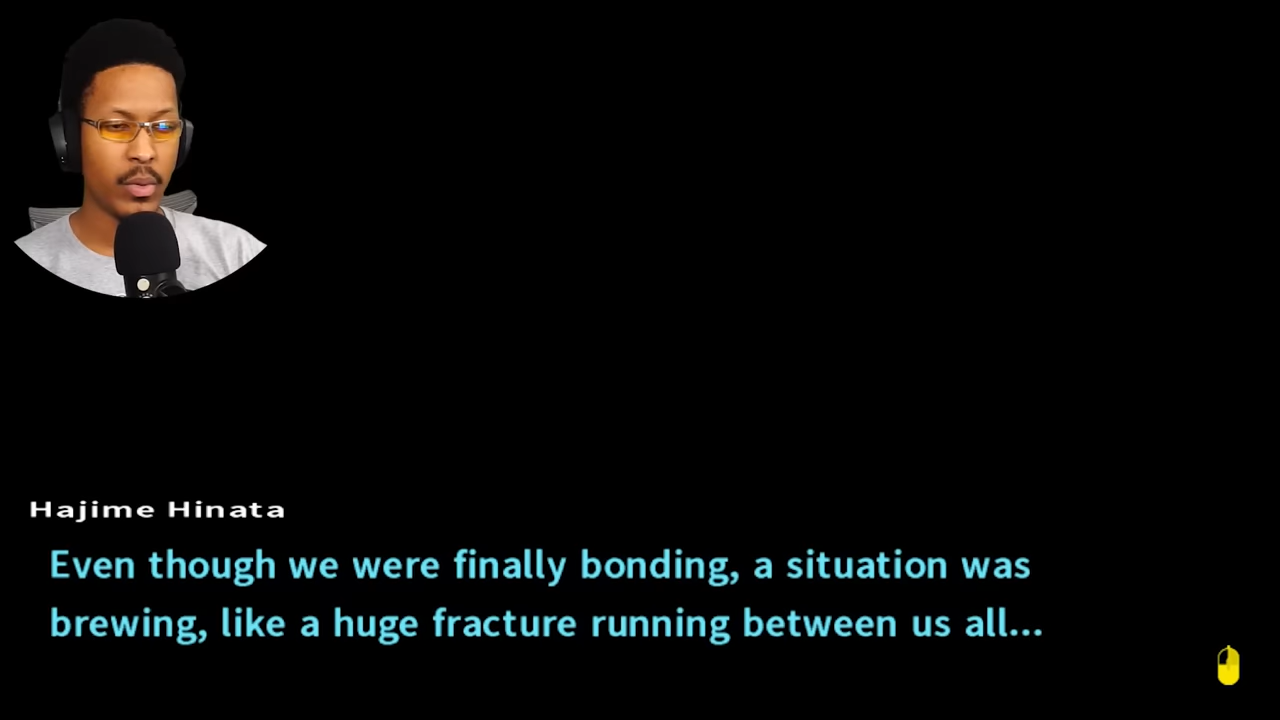 Hajime Hinata
Even though we were finally bonding, a situation was
brewing, like a huge fracture running between us all...